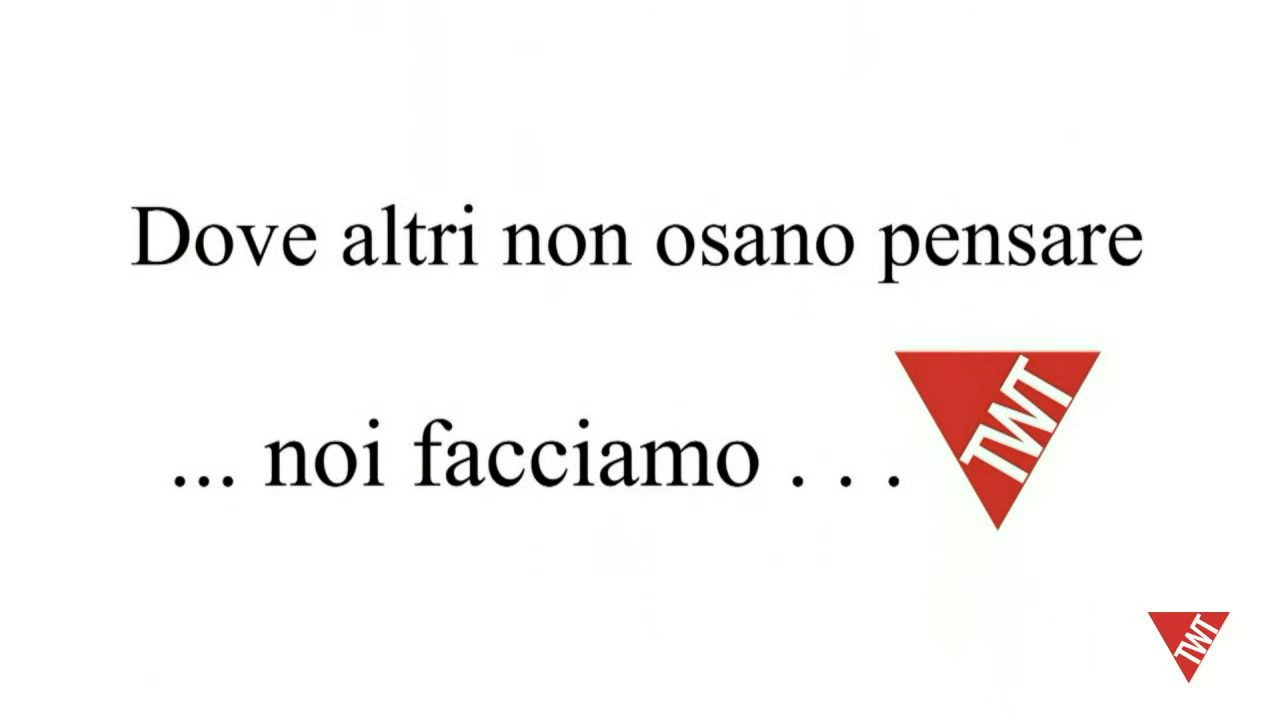 Dove altri non osano pensare
... noi facciamo . . .
TWT
TWT